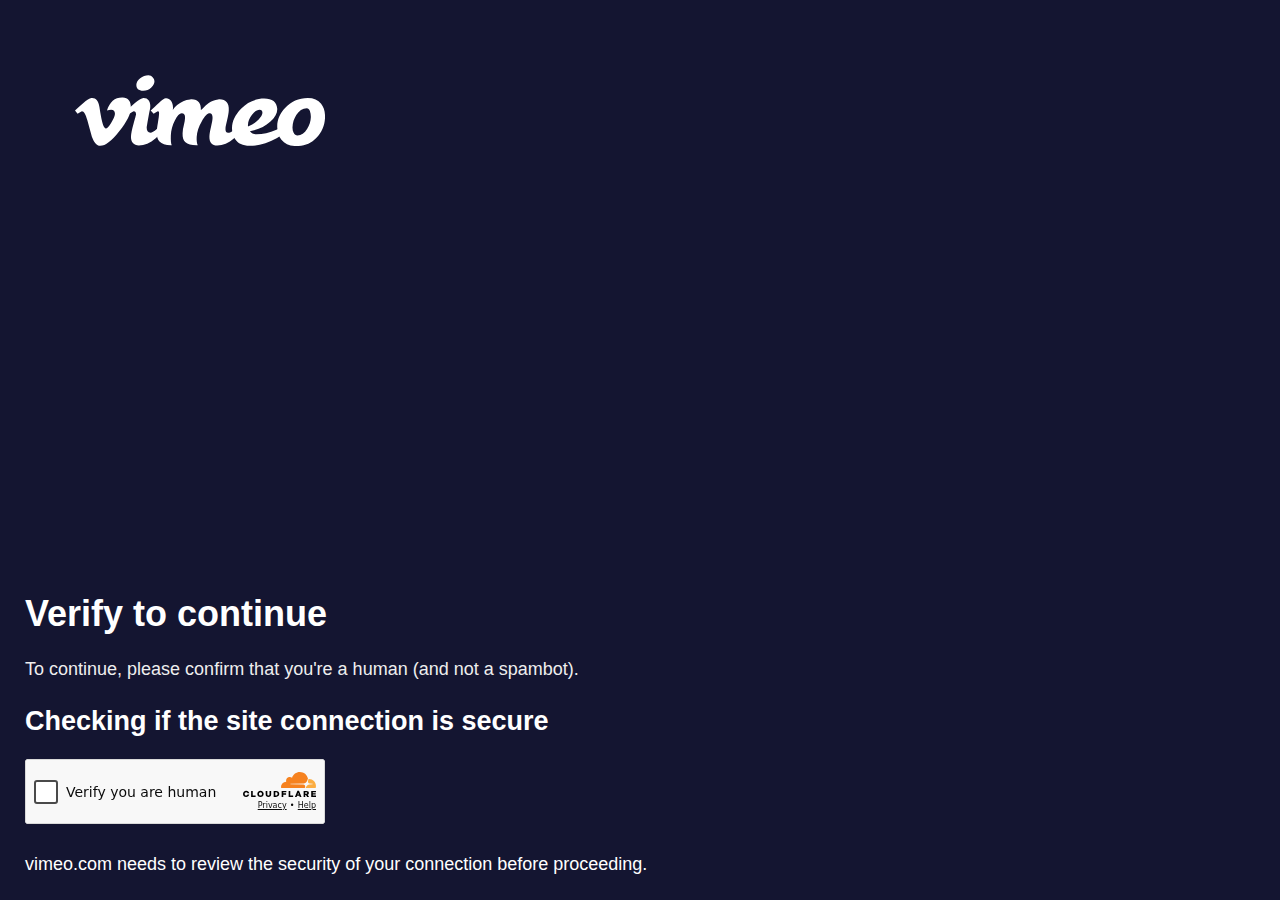 vimeo
Verify to continue
To continue, please confirm that you're a human (and not a spambot).
Checking if the site connection is secure
Verify you are human
CLOUDFLARE
Privacy • Help
vimeo.com needs to review the security of your connection before proceeding.